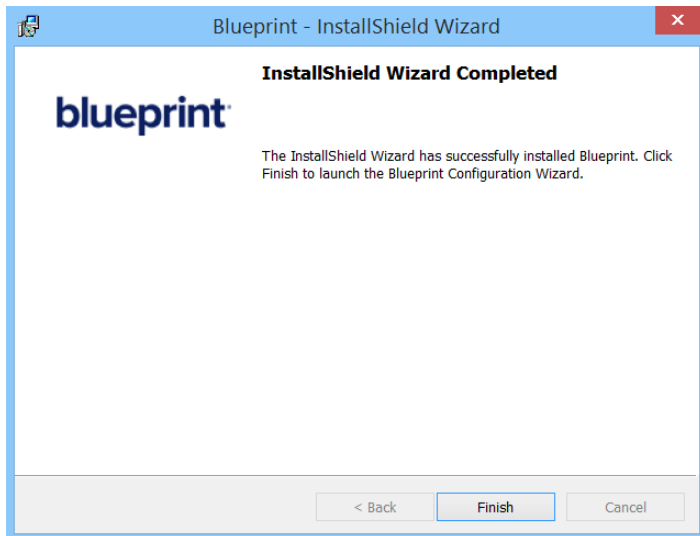 Blueprint - InstallShield Wizard
InstallShield Wizard Completed
blueprint
The InstallShield Wizard has successfully installed Blueprint. Click
Finish to launch the Blueprint Configuration Wizard.
< Back
Finish
Cancel